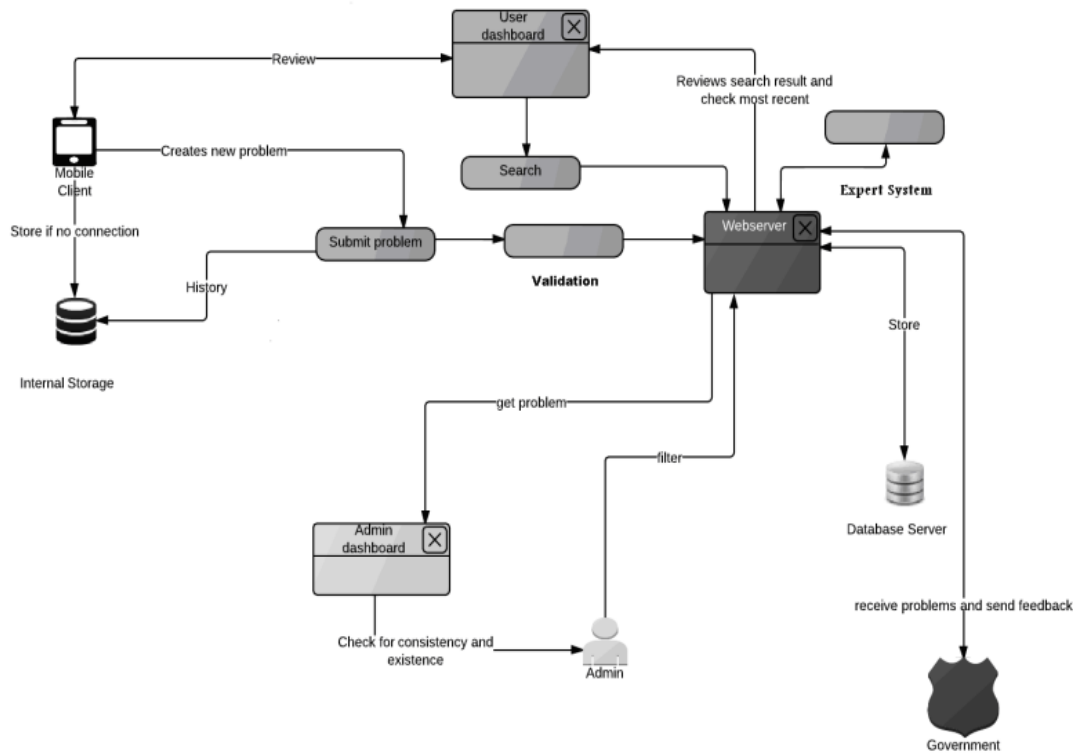 User
dashboard
Review
Reviews search result and
check most recent
Mobile
Client
Creates new problem
Search
Expert System
Store if no connection
Submit problem
Webserver
Validation
History
Store
Internal Storage
get problem
filter
Admin
dashboard
Database Server
receive problems and send feedback
Check for consistency and
existence
Admin
Government